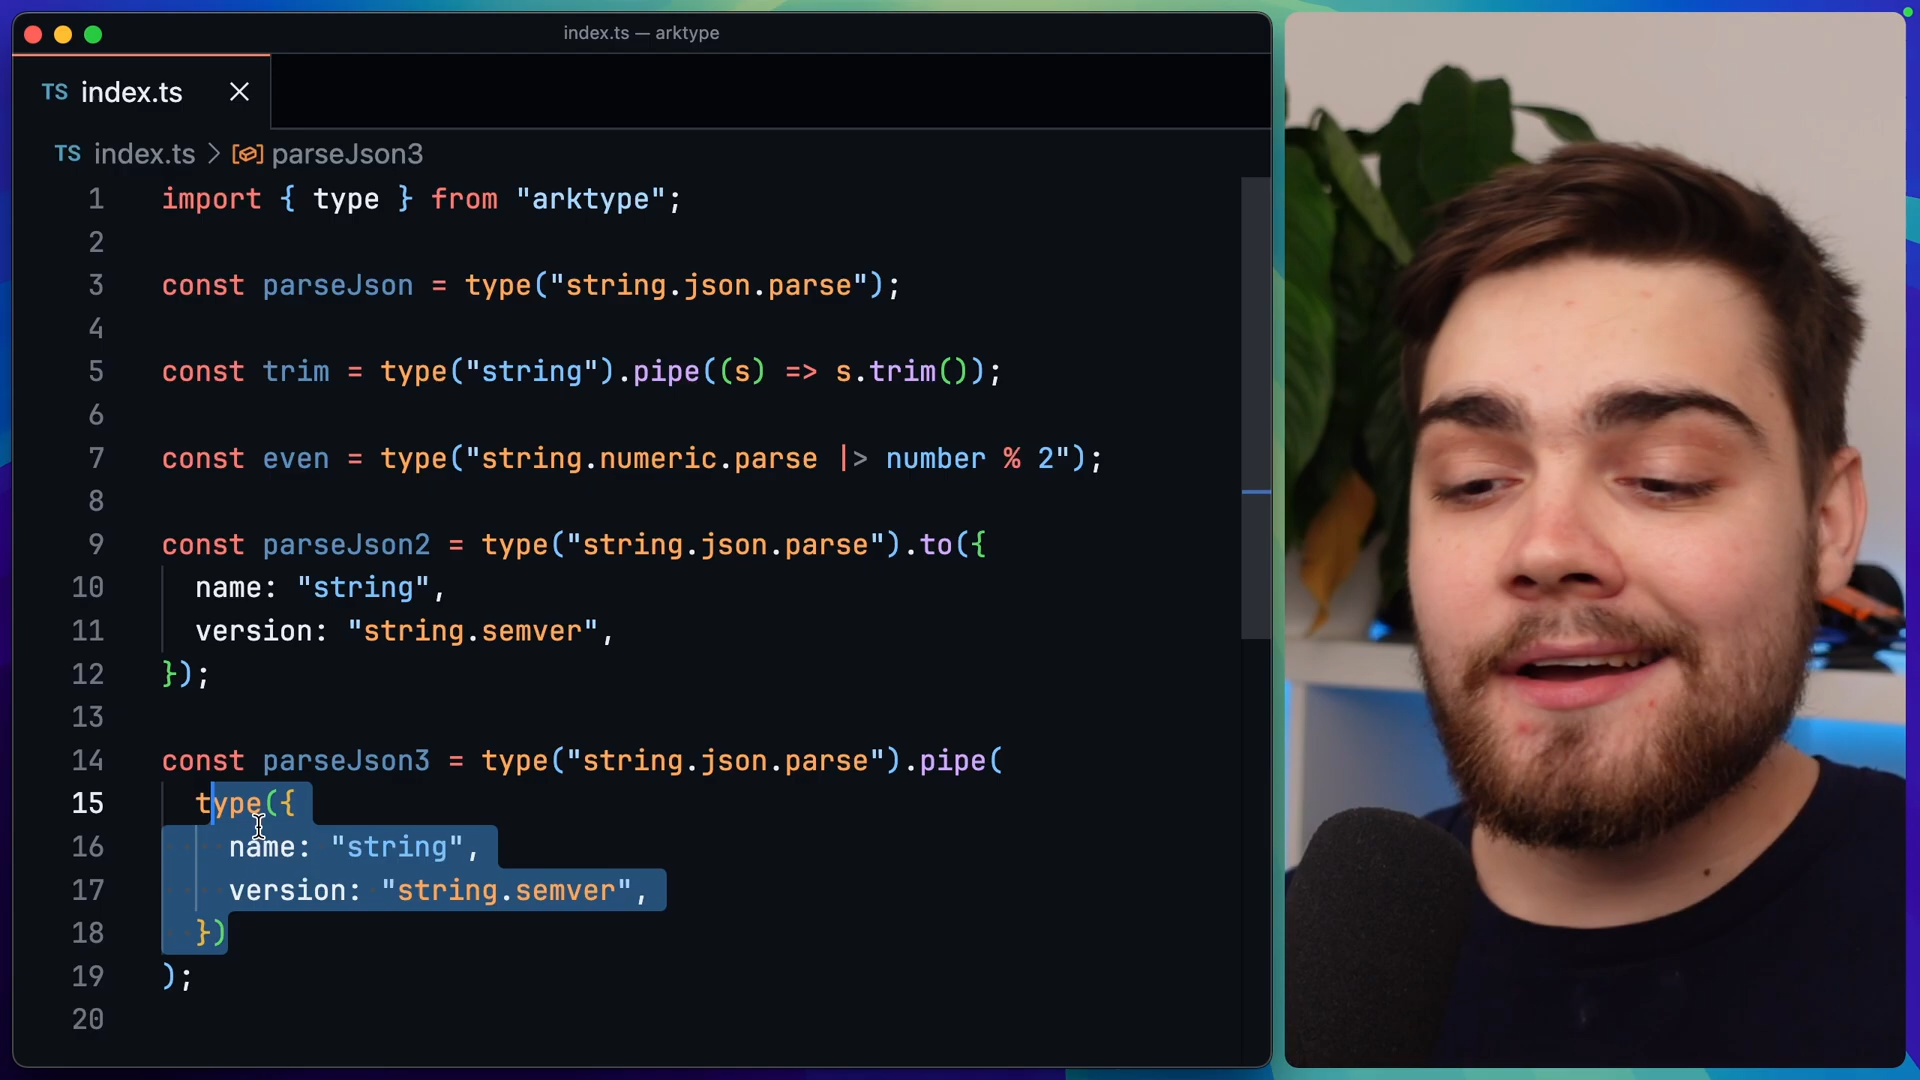 index.ts — arktype
TS index.ts
TS index.ts > parseJson3
1 import { type } from "arktype";
2
3 const parseJson = type("string.json.parse");
4
5 const trim = type("string").pipe((s) => s.trim());
6
7 const even = type("string.numeric.parse |> number % 2");
8
9 const parseJson2 = type("string.json.parse").to({
10 name: "string",
11 version: "string.semver",
12 });
13
14 const parseJson3 = type("string.json.parse").pipe(
15 type({
16 name: "string",
17 version: "string.semver",
18 })
19 );
20